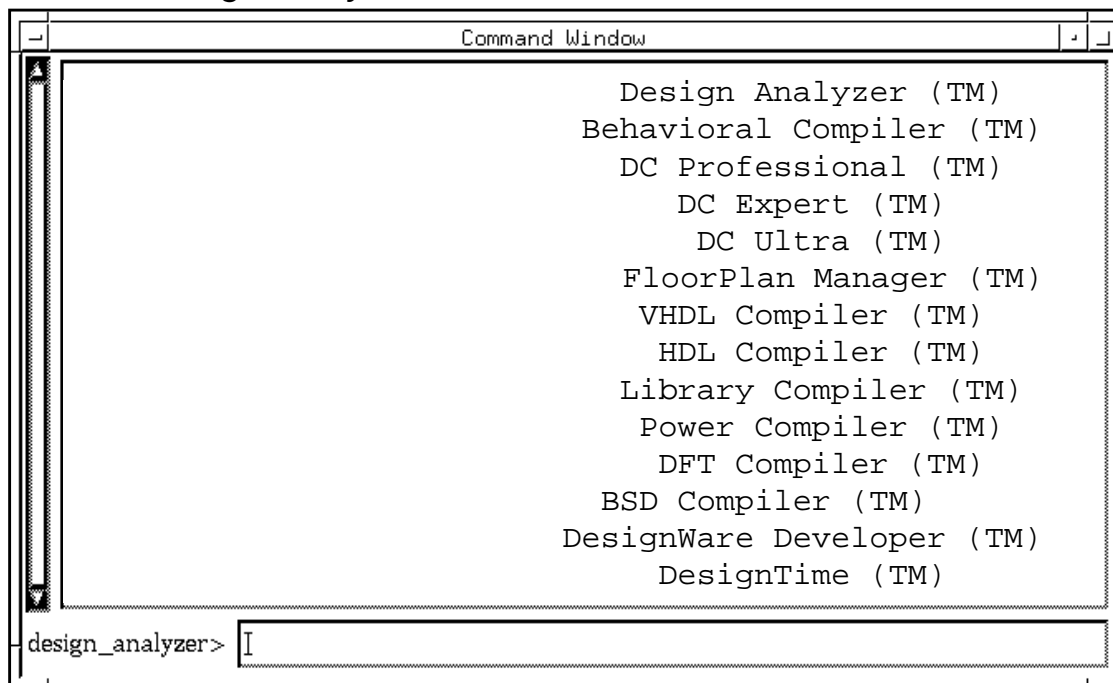 Command Window
Design Analyzer (TM)
Behavioral Compiler (TM)
DC Professional (TM)
DC Expert (TM)
DC Ultra (TM)
FloorPlan Manager (TM)
VHDL Compiler (TM)
HDL Compiler (TM)
Library Compiler (TM)
Power Compiler (TM)
DFT Compiler (TM)
BSD Compiler (TM)
DesignWare Developer (TM)
DesignTime (TM)
design_analyzer>